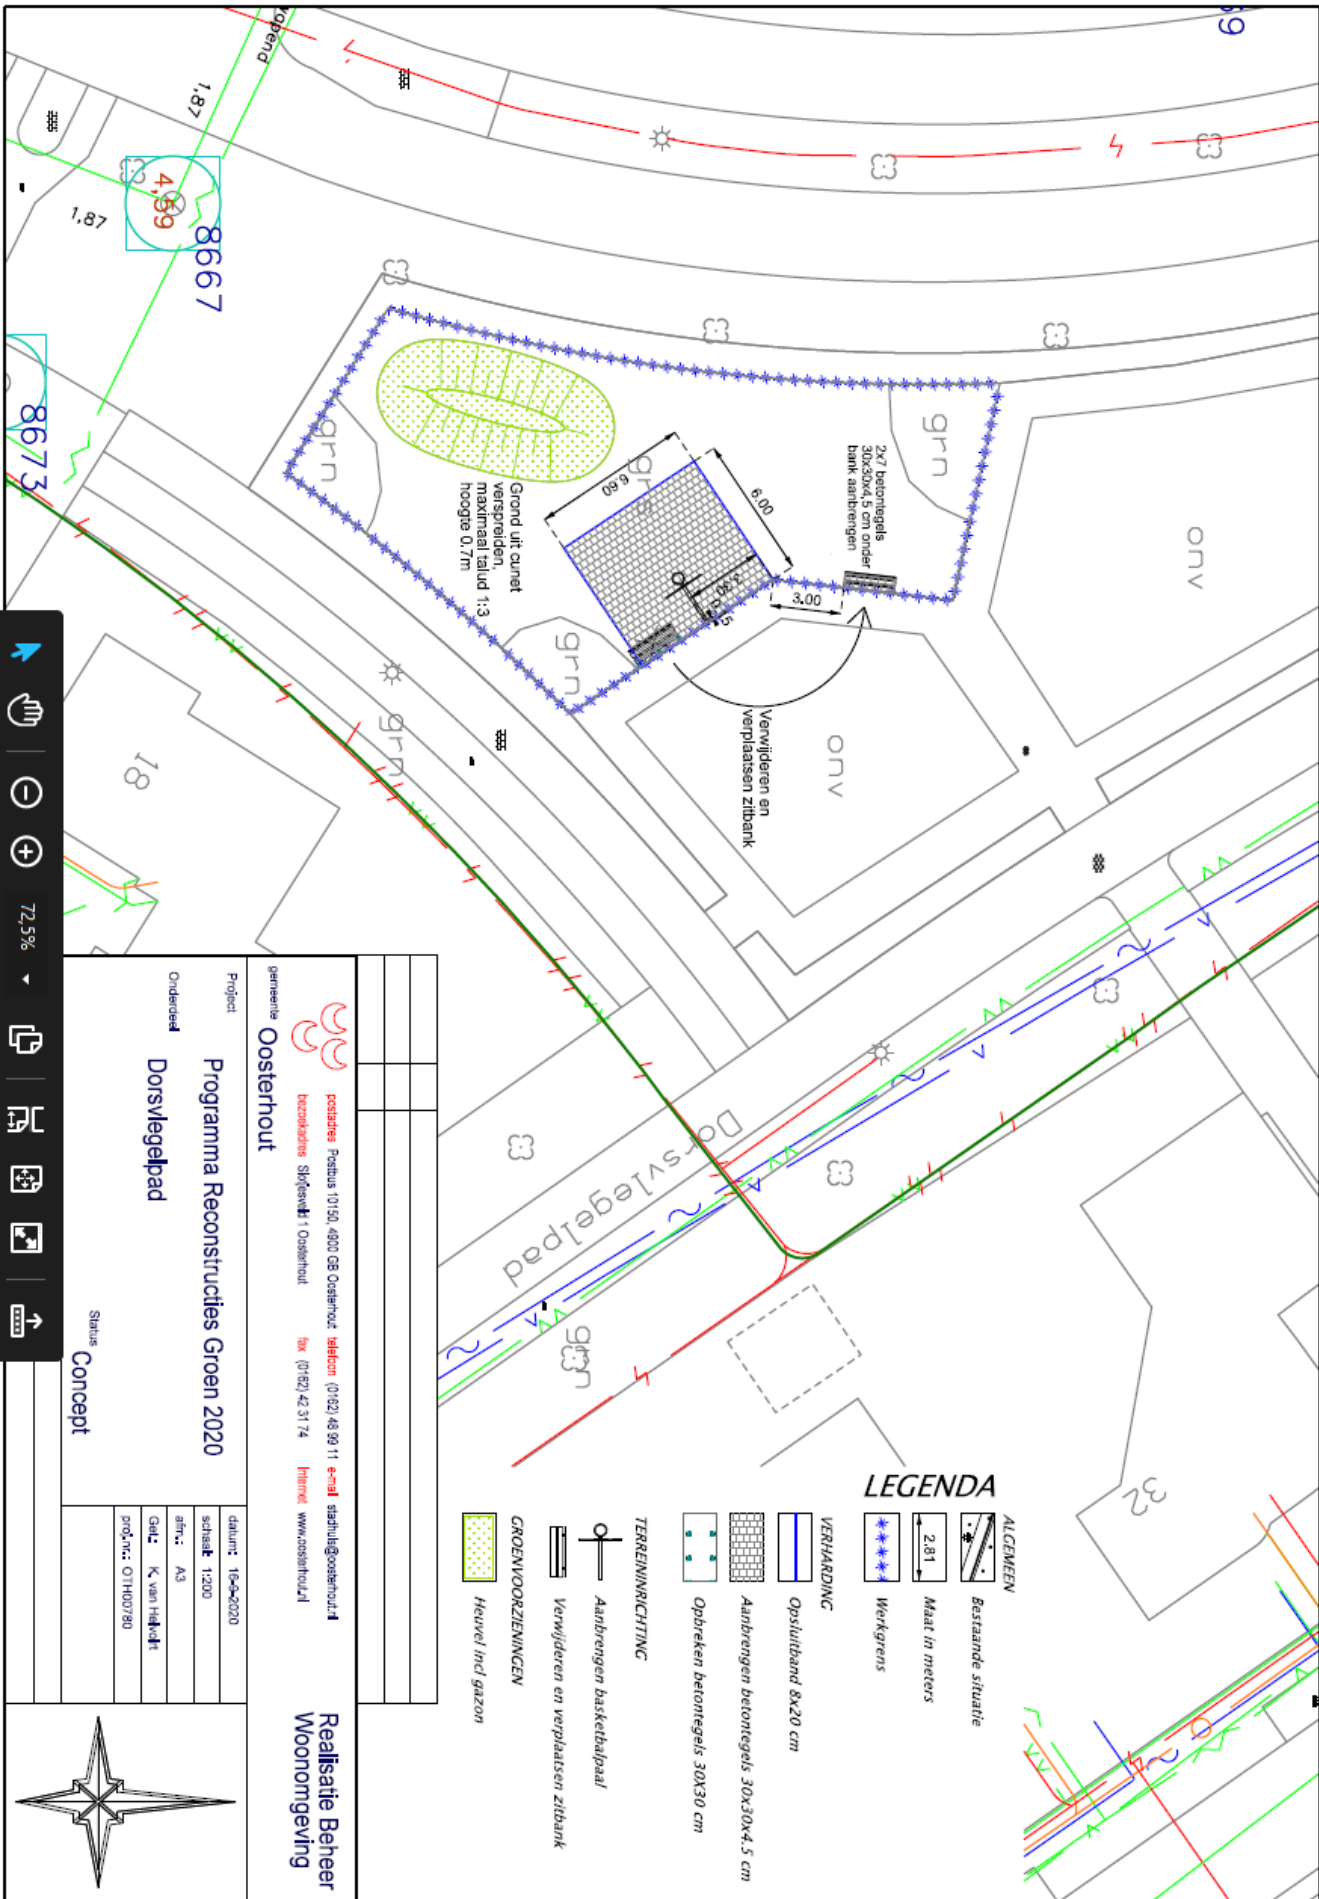 69
wapend
1,87
1,87
4,59
8667
8673
grn
grn
grs
grn
grn
grn
onv
onv
2x7 betontegels
30x30x4,5 cm onder
bank aanbrengen
6.00
6.60
3.00
Grond uit cunet
verspreiden,
maximaal talud 1:3
hoogte 0.7m
Verwijderen en
verplaatsen zitbank
18
32
Dorsvlegelpad
LEGENDA
ALGEMEEN
Bestaande situatie
2.81
Maat in meters
Werkgrens
VERHARDING
Opsluitband 8x20 cm
Aanbrengen betontegels 30x30x4.5 cm
Opbreken betontegels 30X30 cm
TERREININRICHTING
Aanbrengen basketbalpaal
Verwijderen en verplaatsen zitbank
GROENVOORZIENINGEN
Heuvel incl gazon
postadres Postbus 10150, 4900 GB Oosterhout telefoon (0162) 48 99 11 e-mail stadhuis@oosterhout.nl
bezoekadres Slotjesveld 1 Oosterhout fax (0162) 42 31 74 Internet www.oosterhout.nl
gemeente Oosterhout
Realisatie Beheer
Woonomgeving
Project
Programma Reconstructies Groen 2020
Onderdeel
Dorsvlegelpad
Status Concept
datum: 16-9-2020
schaal: 1:200
afm.: A3
Get.: K. van Helvoirt
proj.nr.: OTH00780
72,5%